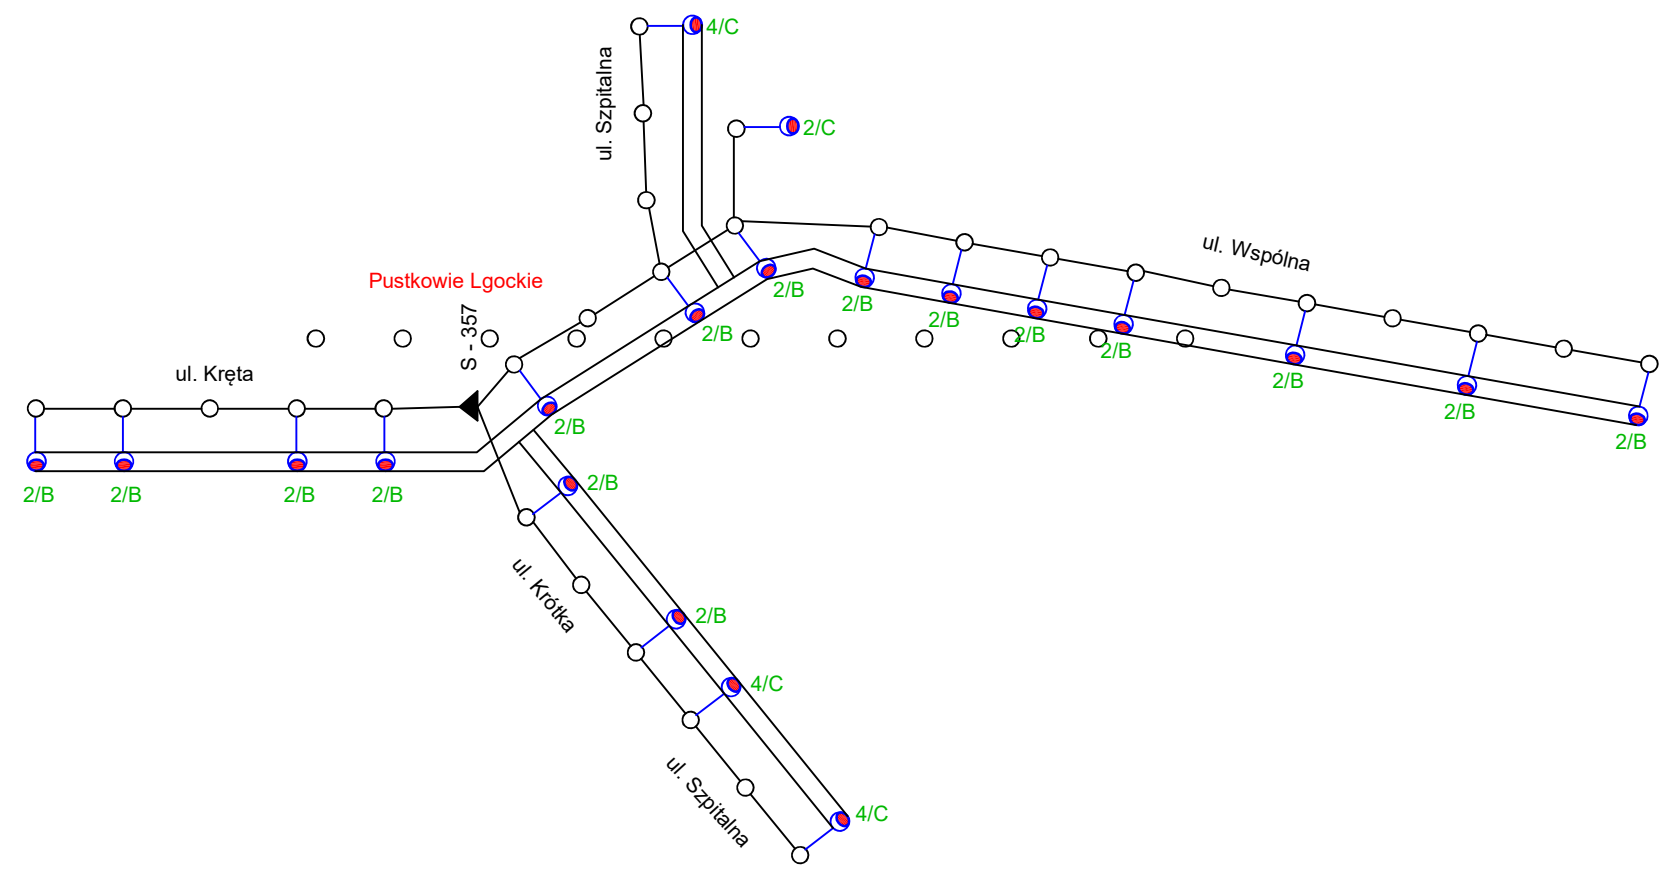 4/C
ul. Szpitalna
2/C
ul. Wspólna
Pustkowie Lgockie
2/B
2/B
2/B
2/B
2/B
2/B
S - 357
2/B
ul. Kręta
2/B
2/B
2/B
2/B
2/B
2/B
2/B
2/B
2/B
ul. Krótka
2/B
4/C
ul. Szpitalna
4/C